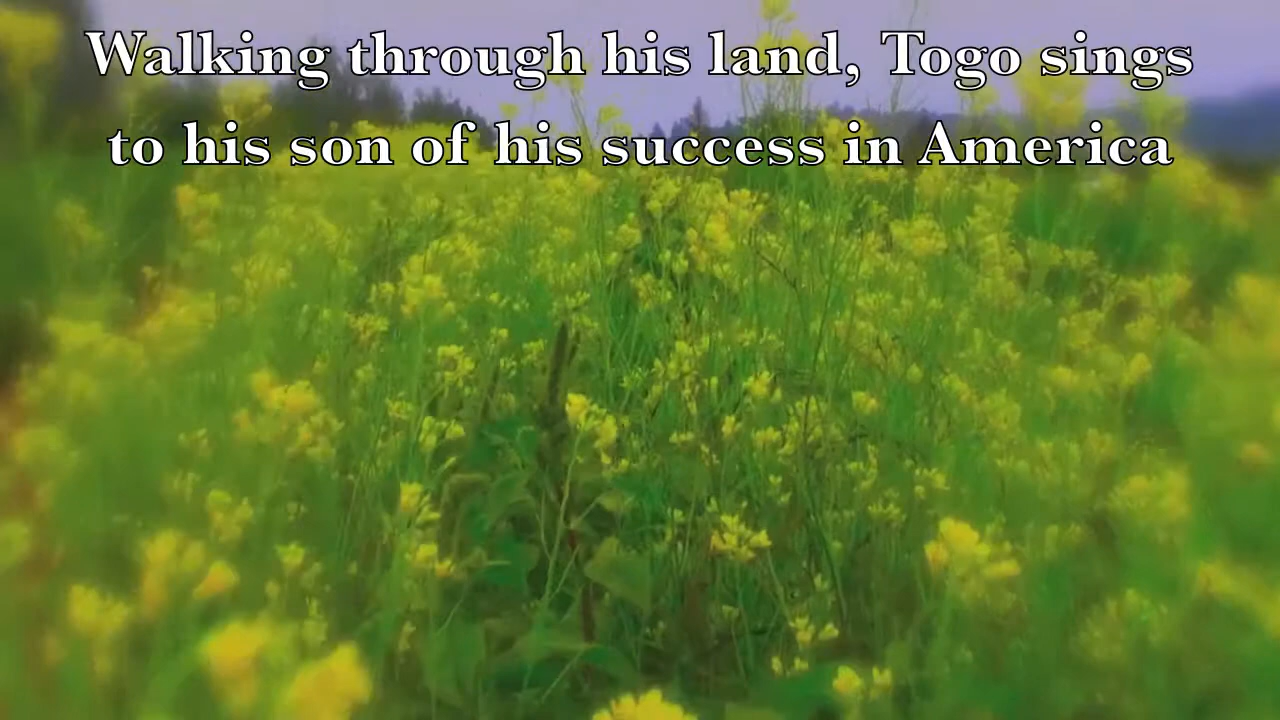 Walking through his land, Togo sings
to his son of his success in America